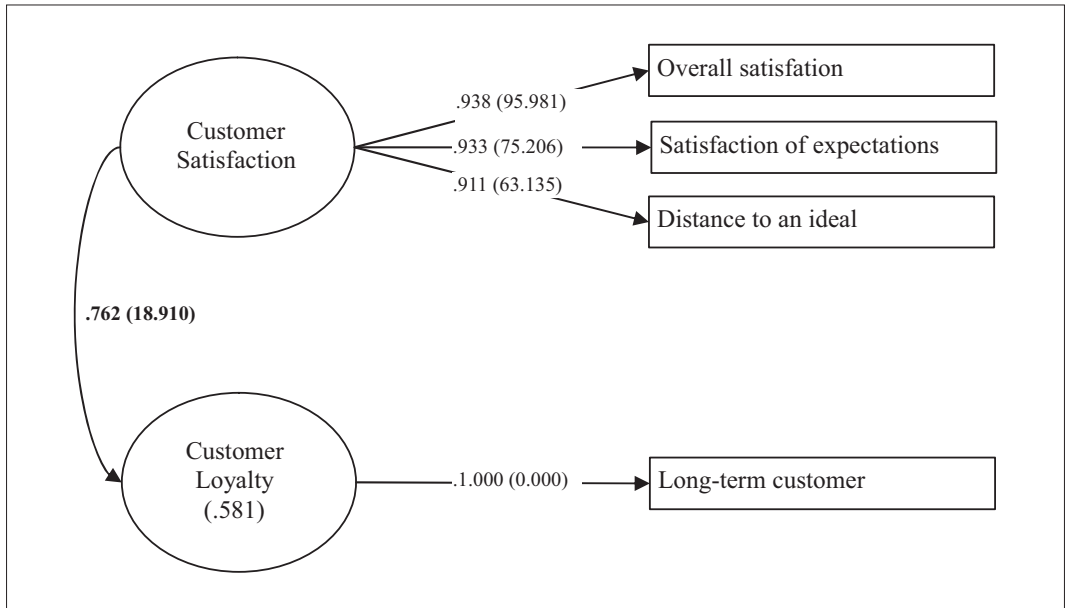 Overall satisfation
.938 (95.981)
Customer
Satisfaction
.933 (75.206)
Satisfaction of expectations
.911 (63.135)
Distance to an ideal
.762 (18.910)
Customer
Loyalty
(.581)
.1.000 (0.000)
Long-term customer